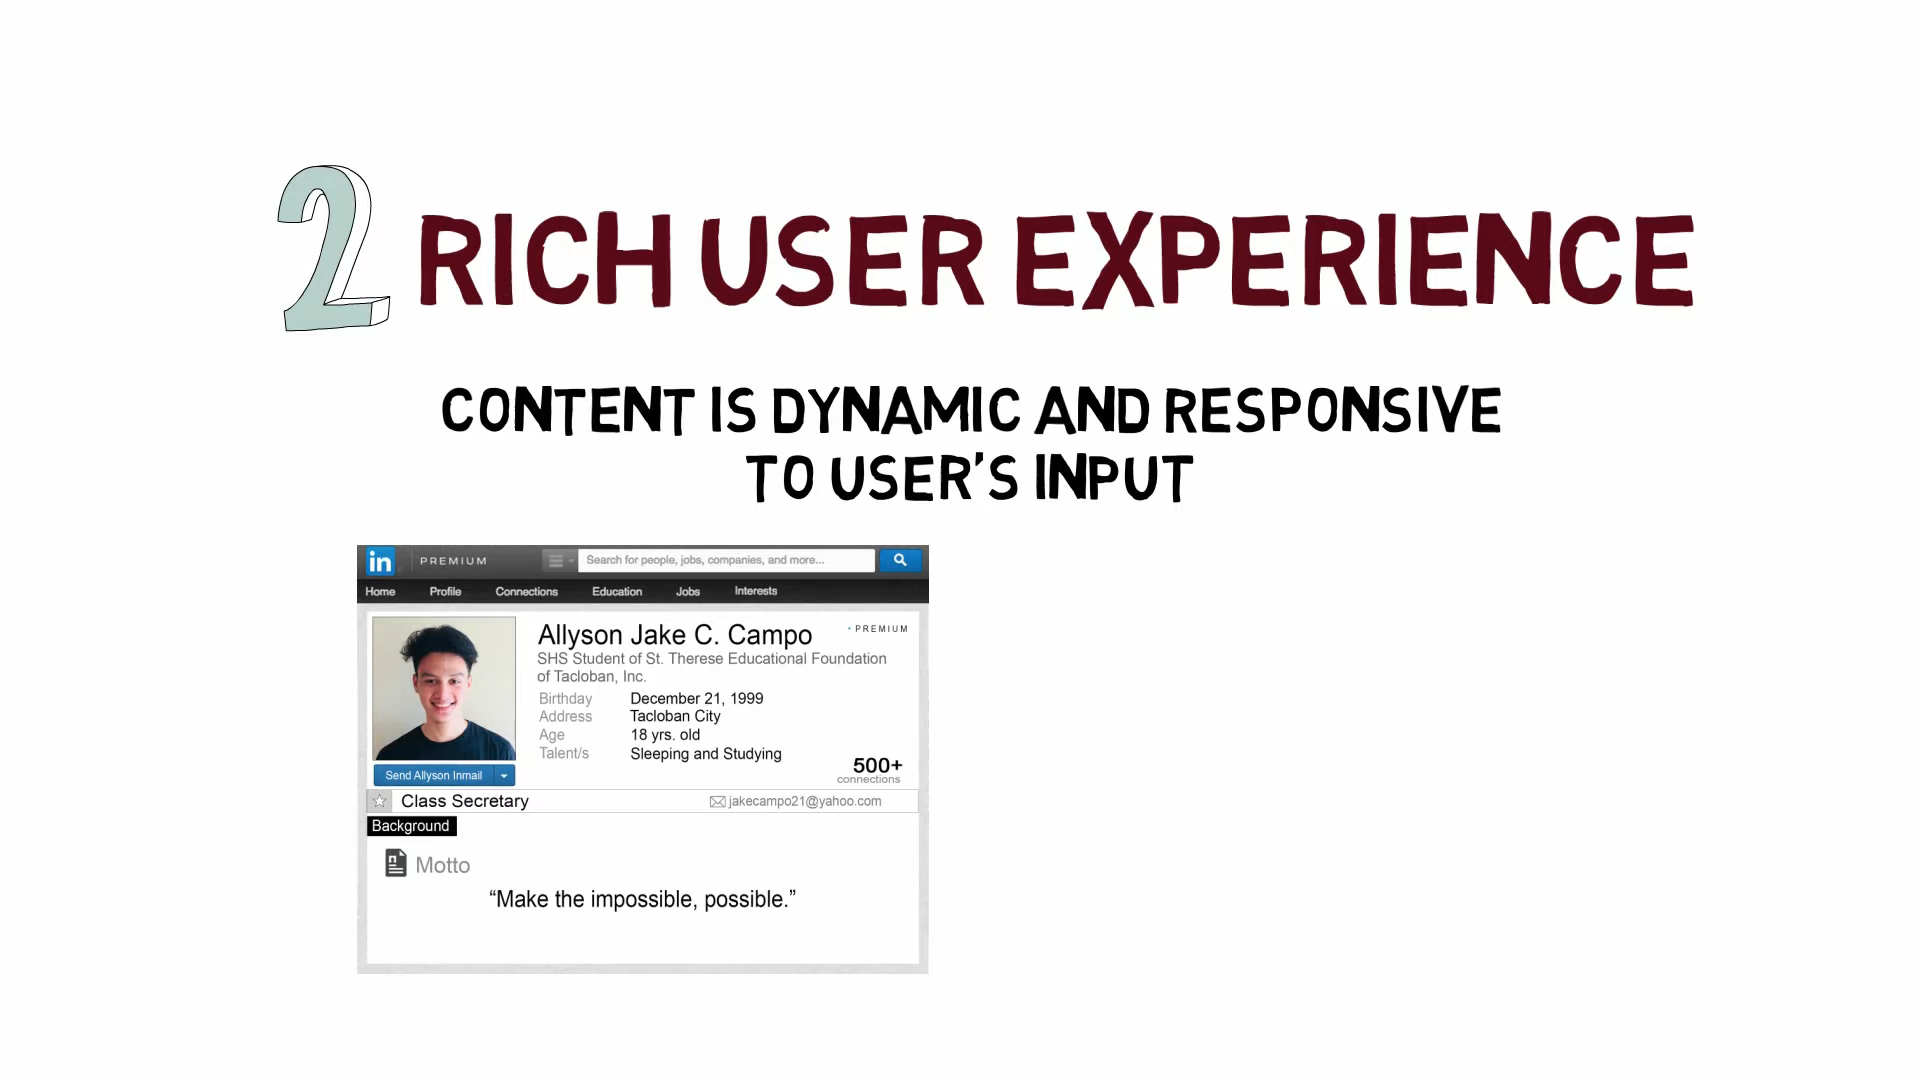 2 RICH USER EXPERIENCE
CONTENT IS DYNAMIC AND RESPONSIVE
TO USER'S INPUT
in PREMIUM Search for people, jobs, companies, and more...
Home Profile Connections Education Jobs Interests
Allyson Jake C. Campo • PREMIUM
SHS Student of St. Therese Educational Foundation
of Tacloban, Inc.
Birthday December 21, 1999
Address Tacloban City
Age 18 yrs. old
Talent/s Sleeping and Studying
500+
connections
Send Allyson Inmail
Class Secretary jakecampo21@yahoo.com
Background
Motto
“Make the impossible, possible.”